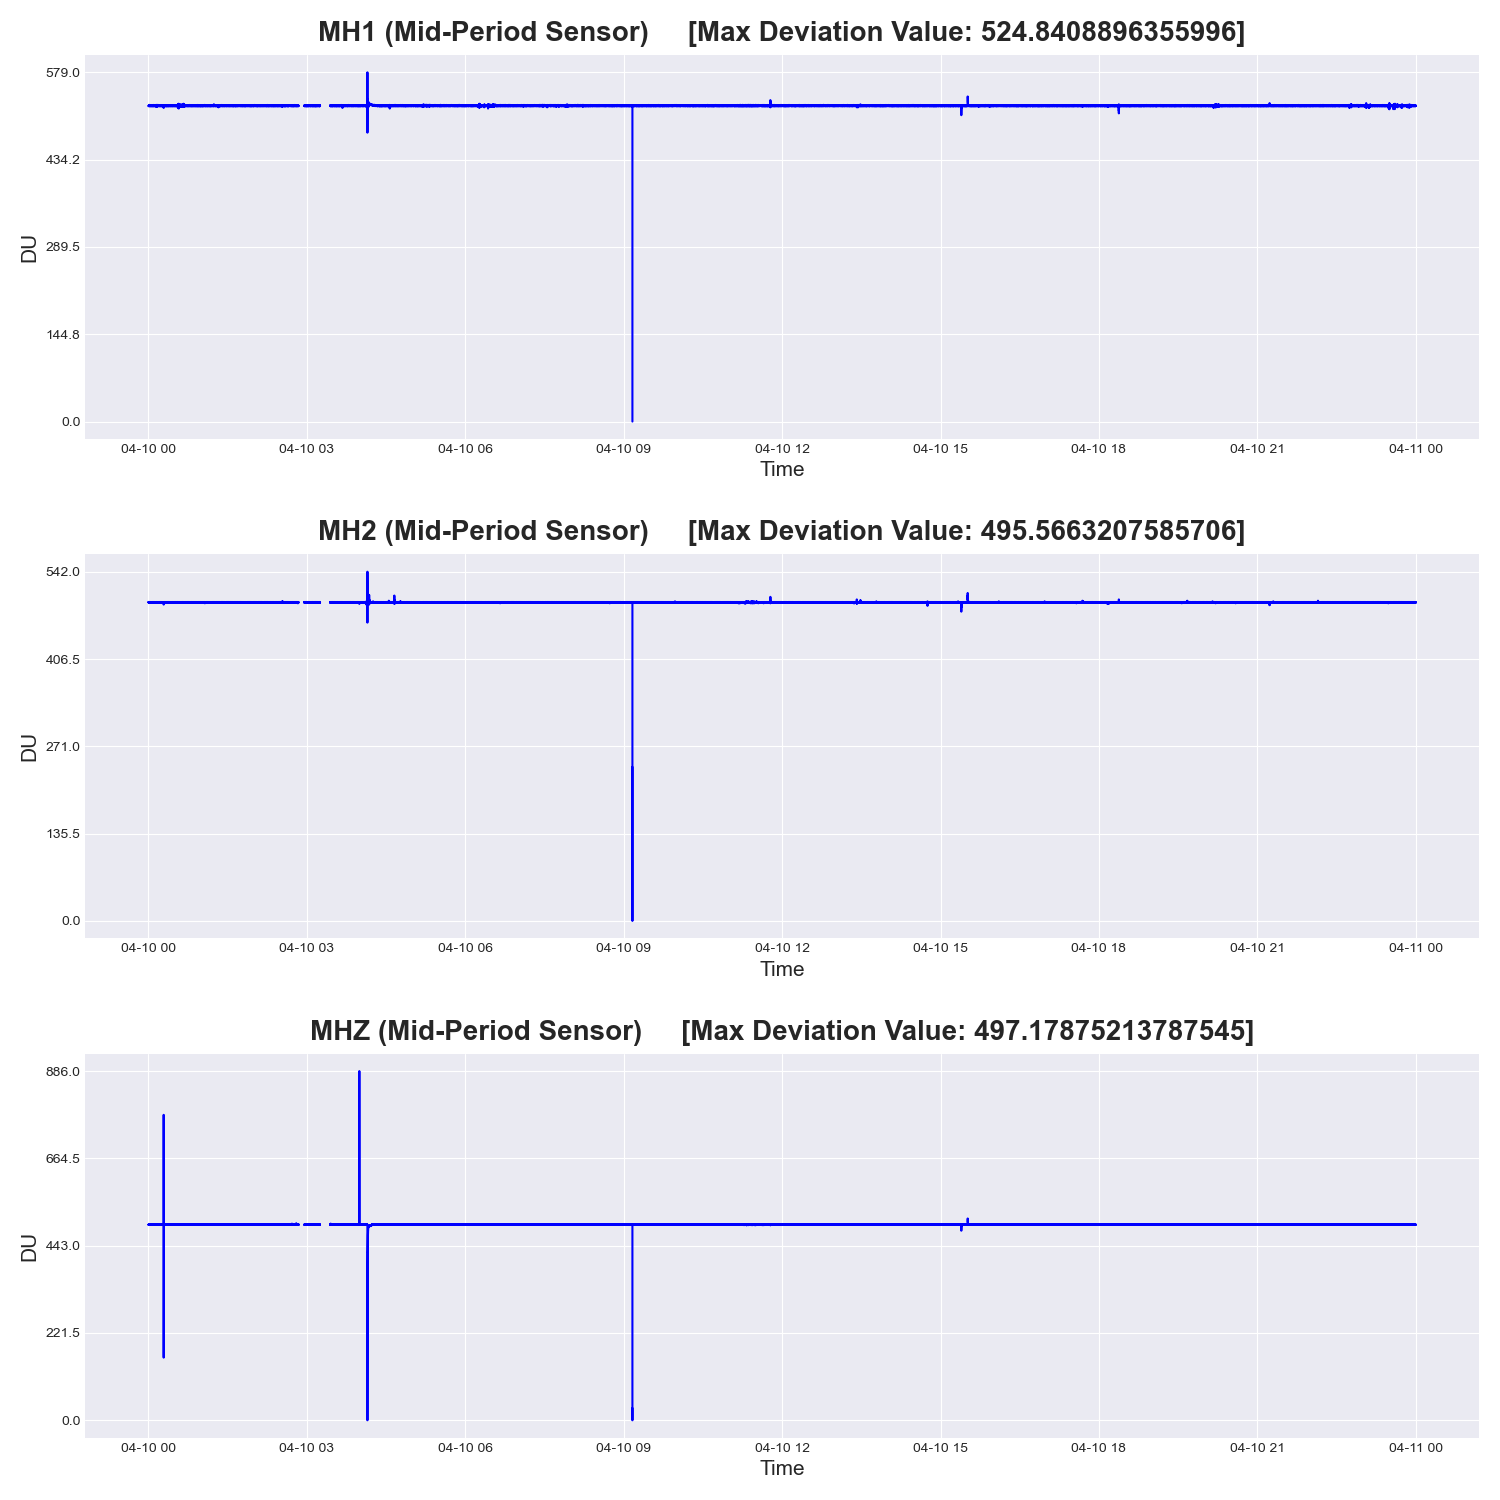 MH1 (Mid-Period Sensor) [Max Deviation Value: 524.8408896355996]
579.0
434.2
289.5
144.8
0.0
DU
04-10 00 04-10 03 04-10 06 04-10 09 04-10 12 04-10 15 04-10 18 04-10 21 04-11 00
Time
MH2 (Mid-Period Sensor) [Max Deviation Value: 495.5663207585706]
542.0
406.5
271.0
135.5
0.0
DU
04-10 00 04-10 03 04-10 06 04-10 09 04-10 12 04-10 15 04-10 18 04-10 21 04-11 00
Time
MHZ (Mid-Period Sensor) [Max Deviation Value: 497.17875213787545]
886.0
664.5
443.0
221.5
0.0
DU
04-10 00 04-10 03 04-10 06 04-10 09 04-10 12 04-10 15 04-10 18 04-10 21 04-11 00
Time